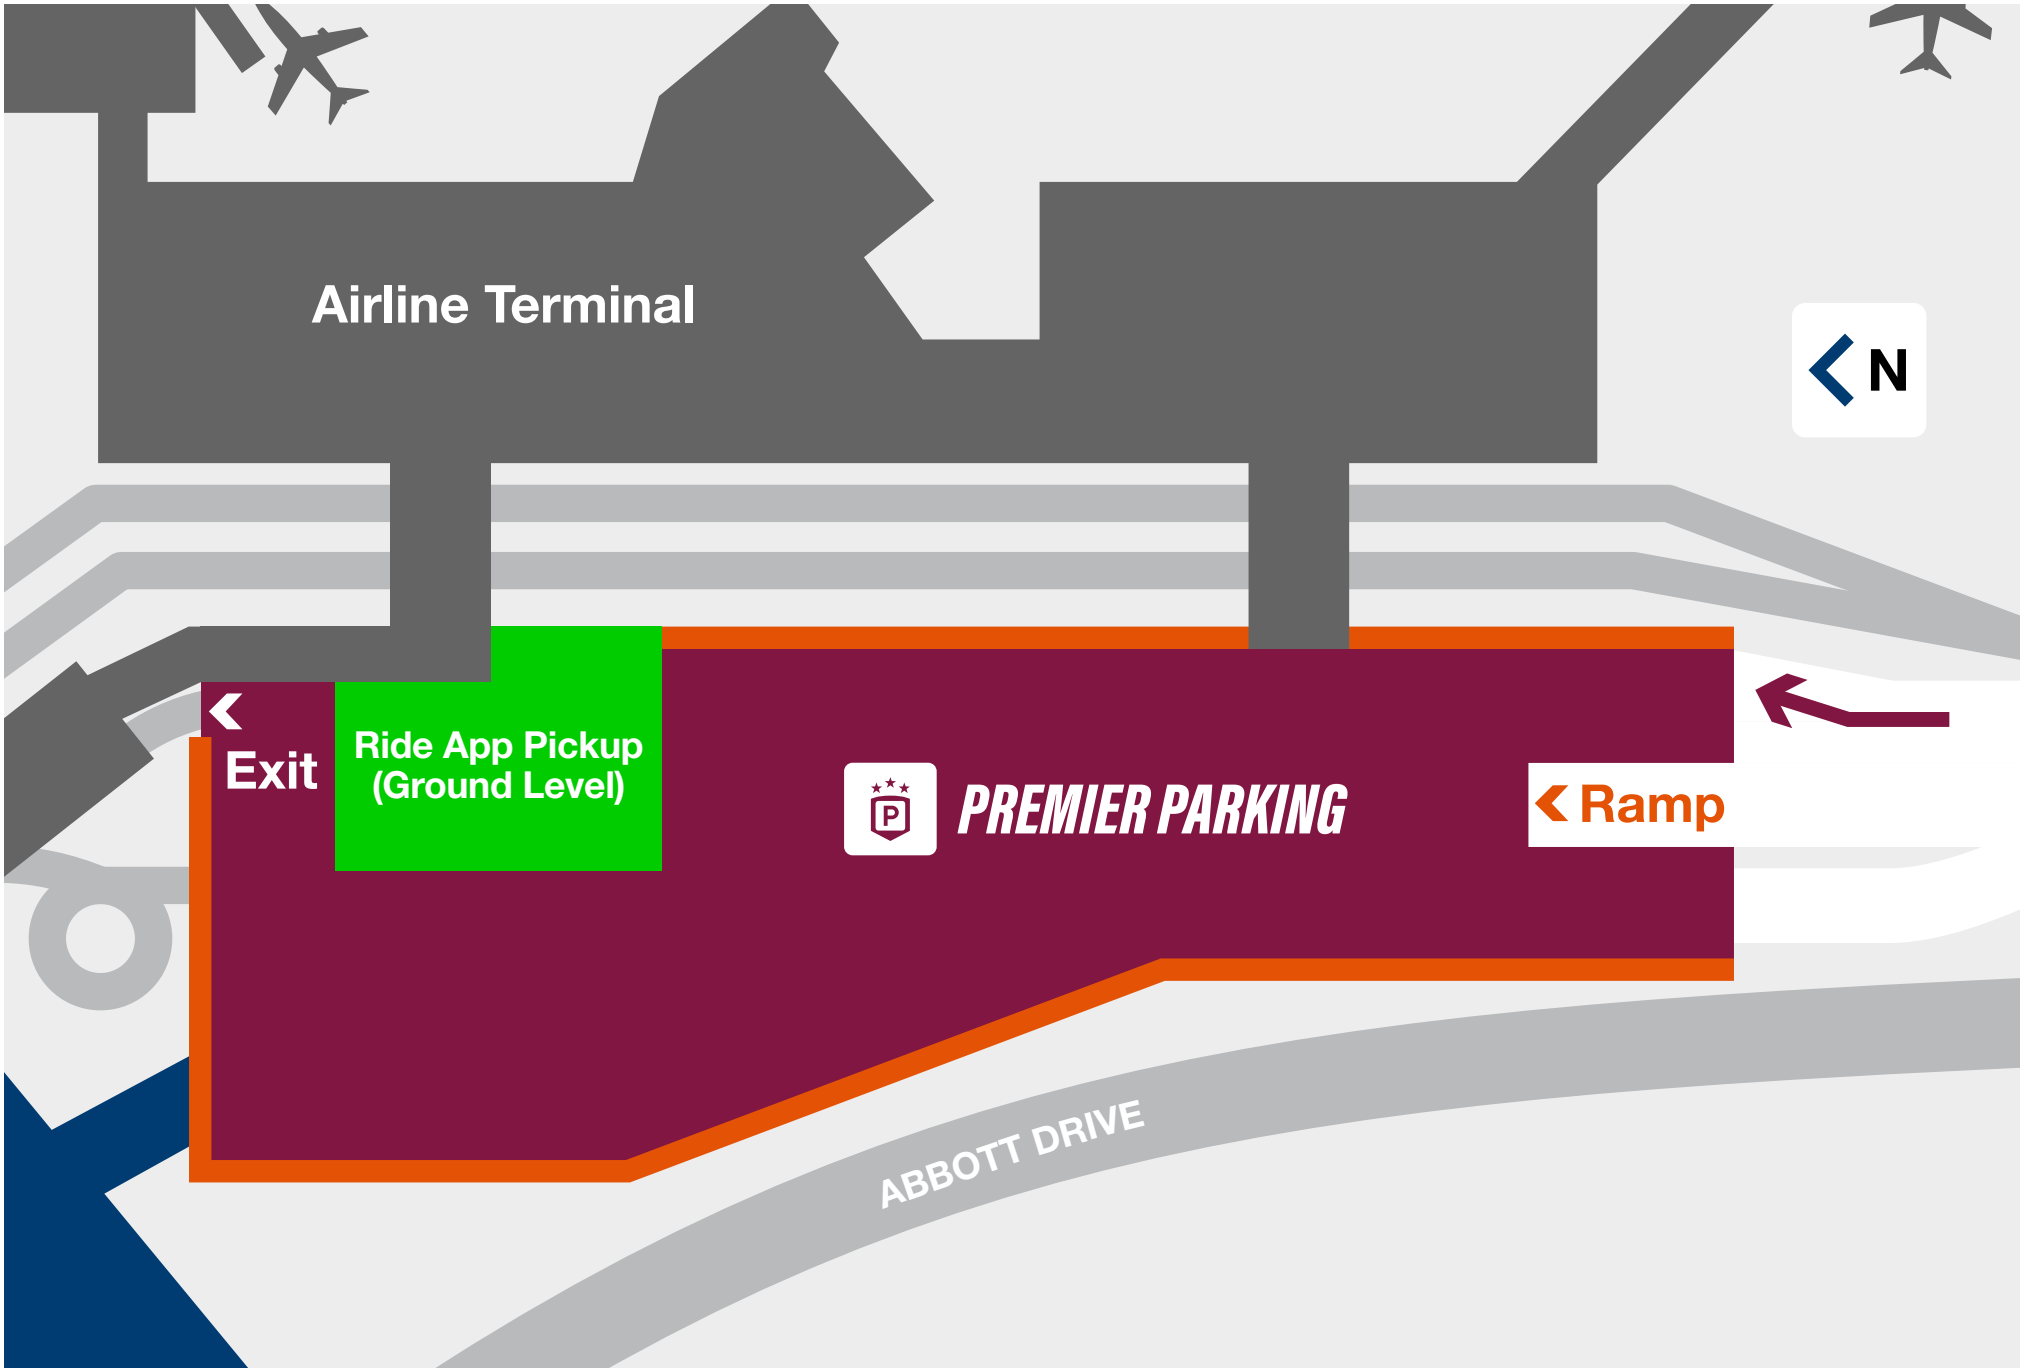 Airline Terminal
N
Exit
Ride App Pickup
(Ground Level)
P
PREMIER PARKING
Ramp
ABBOTT DRIVE